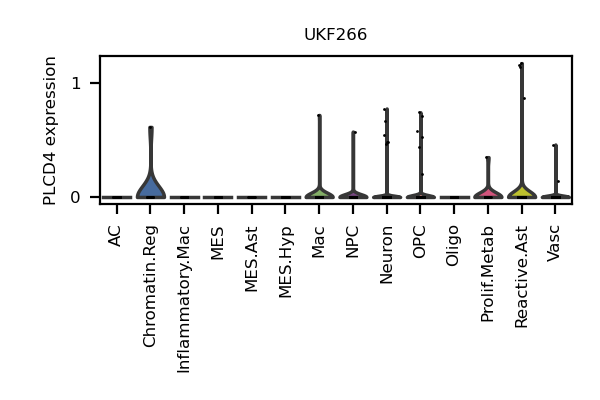 UKF266
PLCD4 expression
1
0
AC
Chromatin.Reg
Inflammatory.Mac
MES
MES.Ast
MES.Hyp
Mac
NPC
Neuron
OPC
Oligo
Prolif.Metab
Reactive.Ast
Vasc